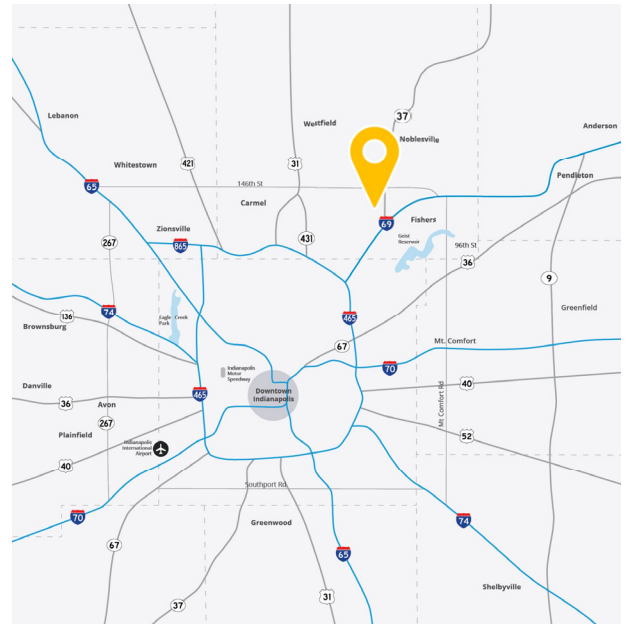 37
Lebanon
Westfield
Anderson
Noblesville
Whitestown
421
31
Pendleton
65
146th St
Carmel
Fishers
69
Zionsville
267
865
431
Geist
Reservoir
96th St
36
9
74
136
Eagle Creek
Park
465
Greenfield
Brownsburg
67
Mt. Comfort
Indianapolis
Motor
Speedway
70
Danville
465
Downtown
Indianapolis
40
Mt Comfort Rd
36
Avon
267
Plainfield
52
Indianapolis
International
Airport
40
Southport Rd
70
Greenwood
74
67
65
Shelbyville
37
31